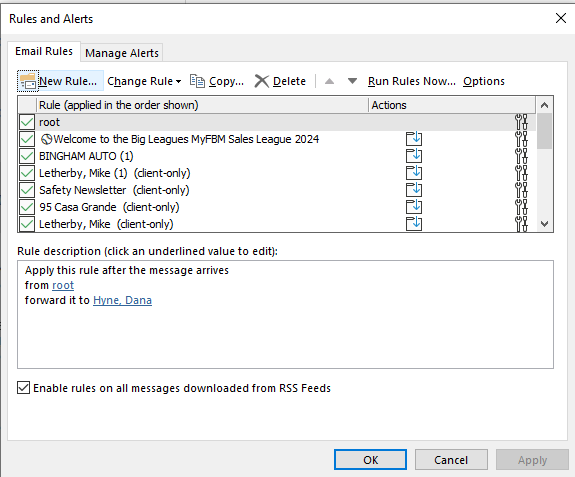 Rules and Alerts
Email Rules Manage Alerts
New Rule... Change Rule Copy... Delete Run Rules Now... Options
Rule (applied in the order shown) Actions
root
Welcome to the Big Leagues MyFBM Sales League 2024
BINGHAM AUTO (1)
Letherby, Mike (1) (client-only)
Safety Newsletter (client-only)
95 Casa Grande (client-only)
Letherby, Mike (client-only)
Rule description (click an underlined value to edit):
Apply this rule after the message arrives
from root
forward it to Hyne, Dana
Enable rules on all messages downloaded from RSS Feeds
OK Cancel Apply